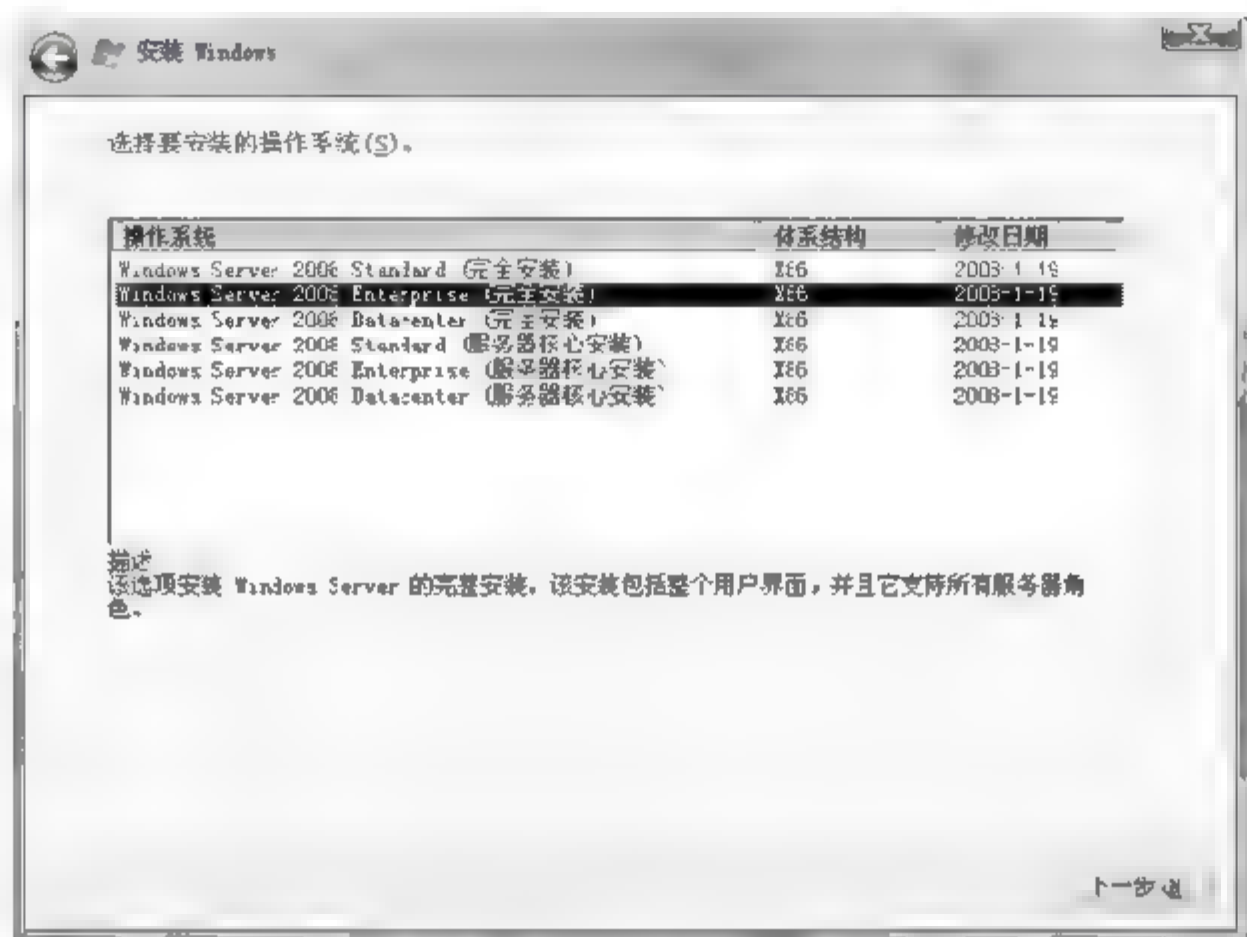 安装 Windows
选择要安装的操作系统(S)。
操作系统 体系结构 修改日期
Windows Server 2008 Standard (完全安装) X86 2008-1-19
Windows Server 2008 Enterprise (完全安装) X86 2008-1-19
Windows Server 2008 Datacenter (完全安装) X86 2008-1-19
Windows Server 2008 Standard (服务器核心安装) X86 2008-1-19
Windows Server 2008 Enterprise (服务器核心安装) X86 2008-1-19
Windows Server 2008 Datacenter (服务器核心安装) X86 2008-1-19
描述
该选项安装 Windows Server 的完整安装。该安装包括整个用户界面，并且它支持所有服务器角
色。
下一步